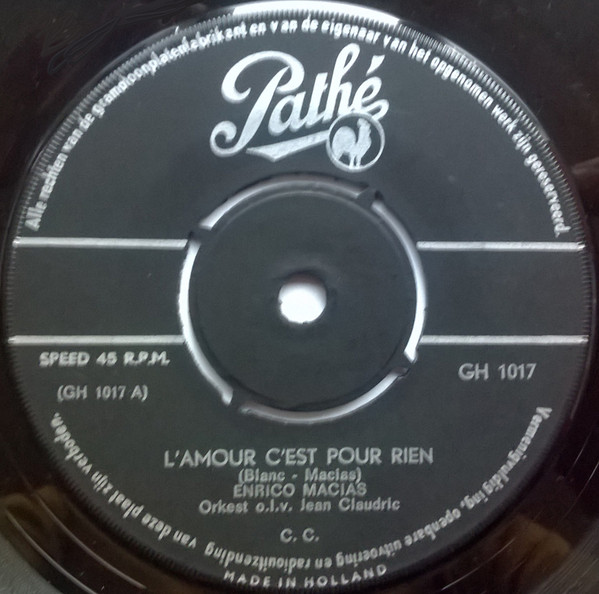 Alle rechten van de grammofoonplatenfabrikant en van de eigenaar van het opgenomen werk zijn gereserveerd.
Pathé
SPEED 45 R.P.M.
(GH 1017 A)
GH 1017
L'AMOUR C'EST POUR RIEN
(Blanc - Macias)
ENRICO MACIAS
Orkest o.l.v. Jean Claudric
C. C.
Vermenigvuldiging, openbare uitvoering en radiouitzending van deze plaat zijn verboden.
MADE IN HOLLAND